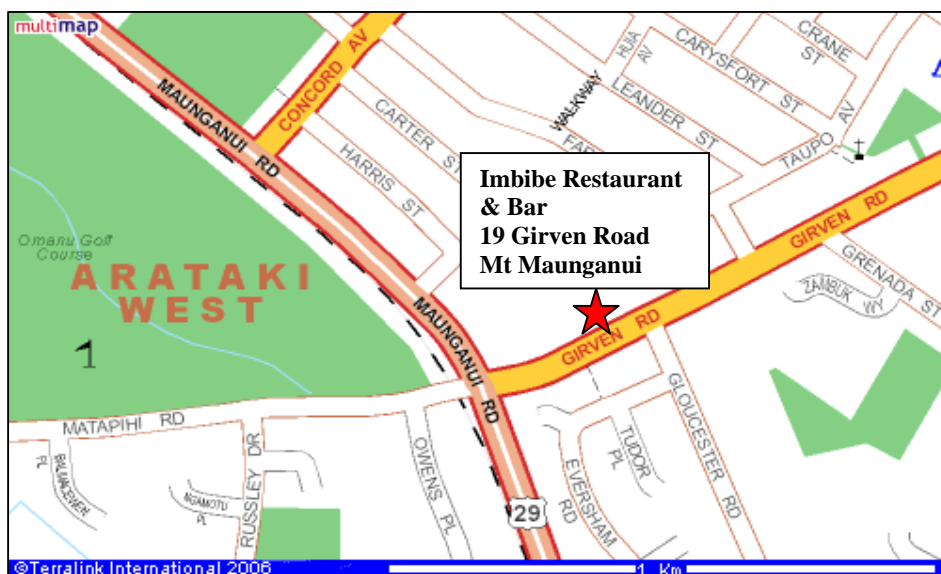 multimap
MAUNGANUI RD
CONCORD AV
CARTER ST
HARRIS ST
HUIA AV
WALKWAY
CARYSFORT ST
CRANE ST
LEANDER ST
TAUPO AV
Imbibe Restaurant
& Bar
19 Girven Road
Mt Maunganui
Omanu Golf
Course
ARATAKI
WEST
1
MAUNGANUI RD
GIRVEN RD
GIRVEN RD
GRENADA ST
ZAMBUK WY
MATAPIHI RD
RUSSLEY DR
NGAMOTU PL
OWENS PL
29
EVERSHAM RD
TUDOR PL
GLOUCESTER RD
©Terralink International 2006
1 Km